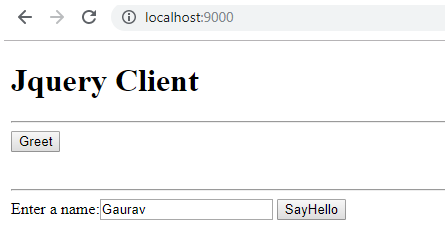 localhost:9000
Jquery Client
Greet
Enter a name: Gaurav SayHello